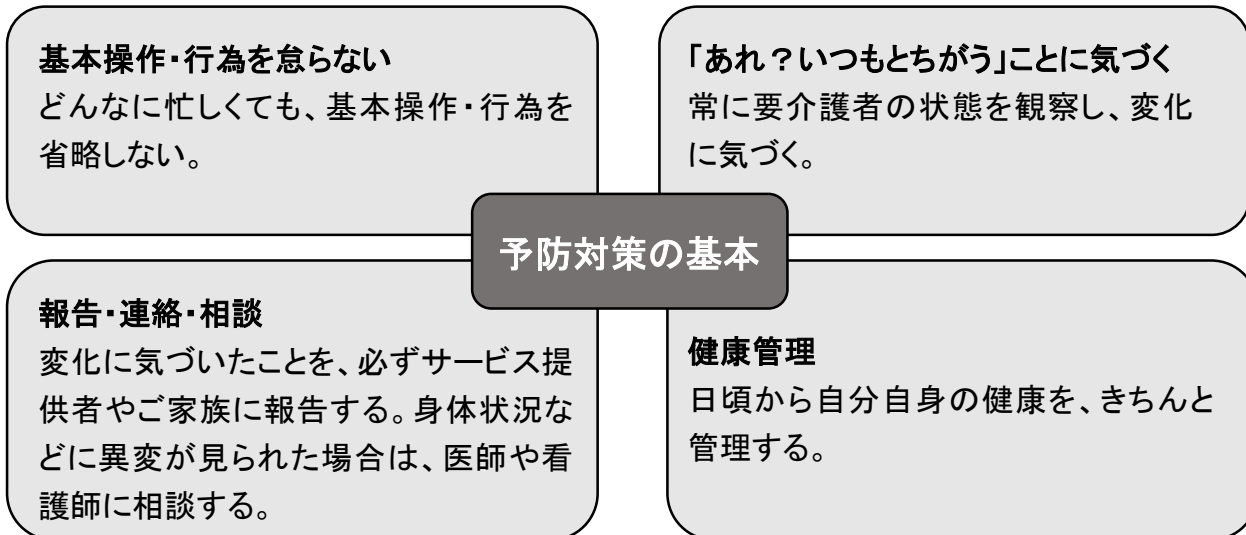 基本操作・行為を怠らない
どんなに忙しくても、基本操作・行為を
省略しない。
「あれ？いつもとちがう」ことに気づく
常に要介護者の状態を観察し、変化
に気づく。
予防対策の基本
報告・連絡・相談
変化に気づいたことを、必ずサービス提
供者やご家族に報告する。身体状況な
どに異変が見られた場合は、医師や看
護師に相談する。
健康管理
日頃から自分自身の健康を、きちんと
管理する。